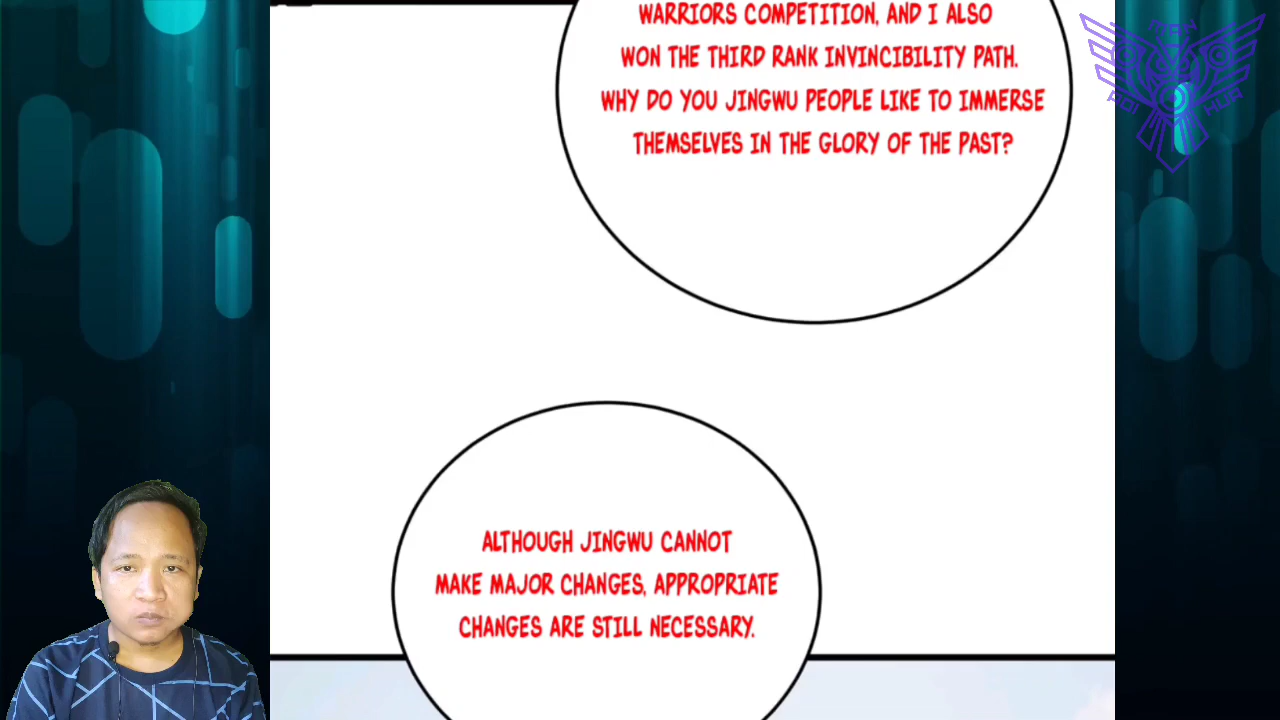 WARRIORS COMPETITION, AND I ALSO
WON THE THIRD RANK INVINCIBILITY PATH.
WHY DO YOU JINGWU PEOPLE LIKE TO IMMERSE
THEMSELVES IN THE GLORY OF THE PAST?
ALTHOUGH JINGWU CANNOT
MAKE MAJOR CHANGES, APPROPRIATE
CHANGES ARE STILL NECESSARY.